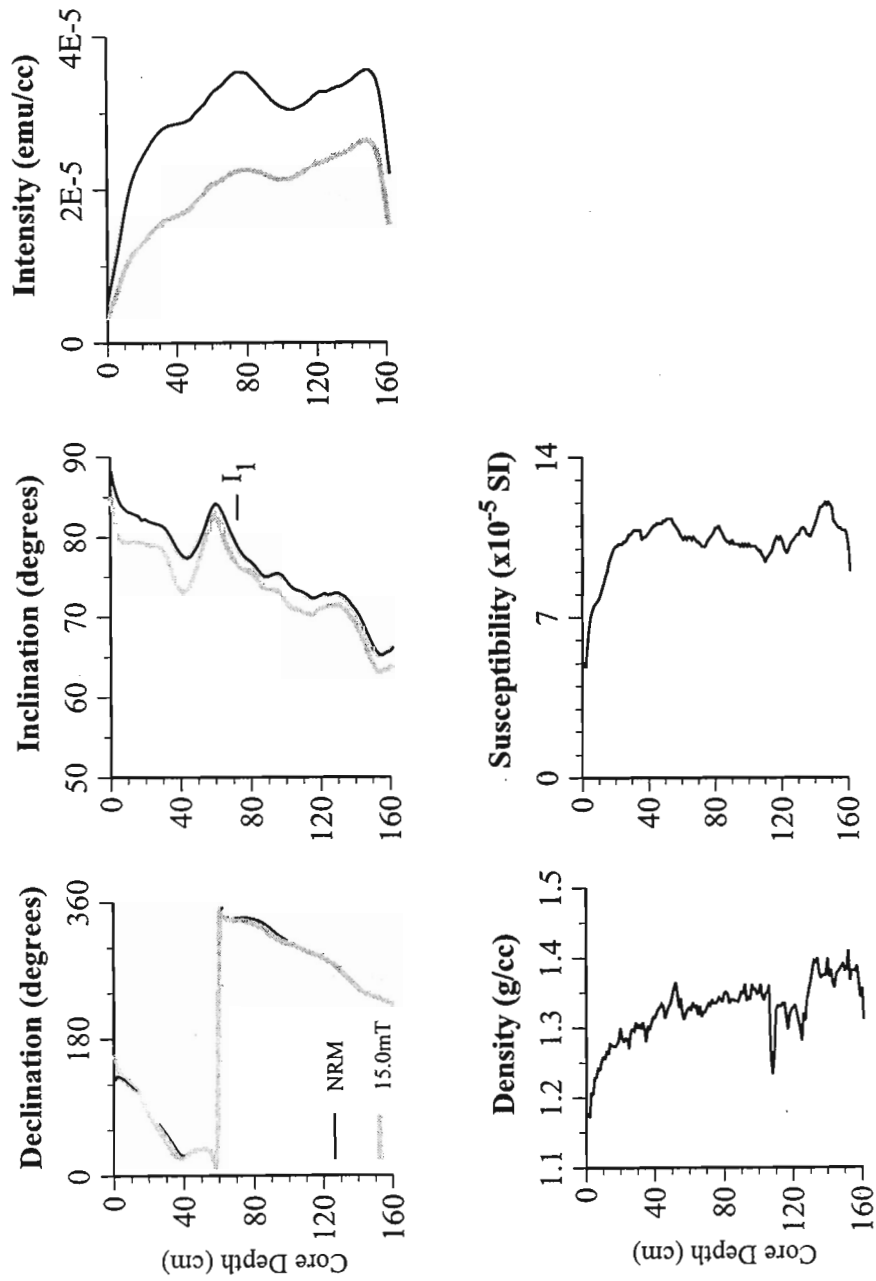 Declination (degrees)
0 180 360
Core Depth (cm)
0
40
80
120
160
NRM
15.0mT
Inclination (degrees)
50 60 70 80 90
0
40
80
120
160
I1
Intensity (emu/cc)
0 2E-5 4E-5
0
40
80
120
160
Density (g/cc)
1.1 1.2 1.3 1.4 1.5
Core Depth (cm)
0
40
80
120
160
Susceptibility (x10-5 SI)
0 7 14
0
40
80
120
160